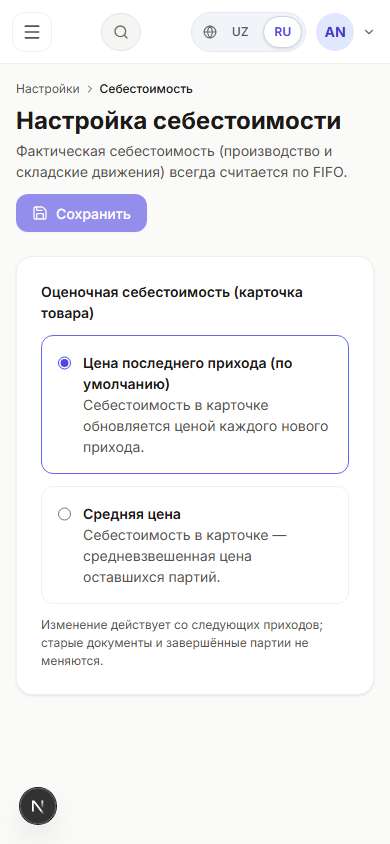 UZ
RU
AN
Настройки > Себестоимость
Настройка себестоимости
Фактическая себестоимость (производство и
складские движения) всегда считается по FIFO.
Сохранить
Оценочная себестоимость (карточка
товара)
Цена последнего прихода (по
умолчанию)
Себестоимость в карточке
обновляется ценой каждого нового
прихода.
Средняя цена
Себестоимость в карточке —
средневзвешенная цена
оставшихся партий.
Изменение действует со следующих приходов;
старые документы и завершённые партии не
меняются.
N